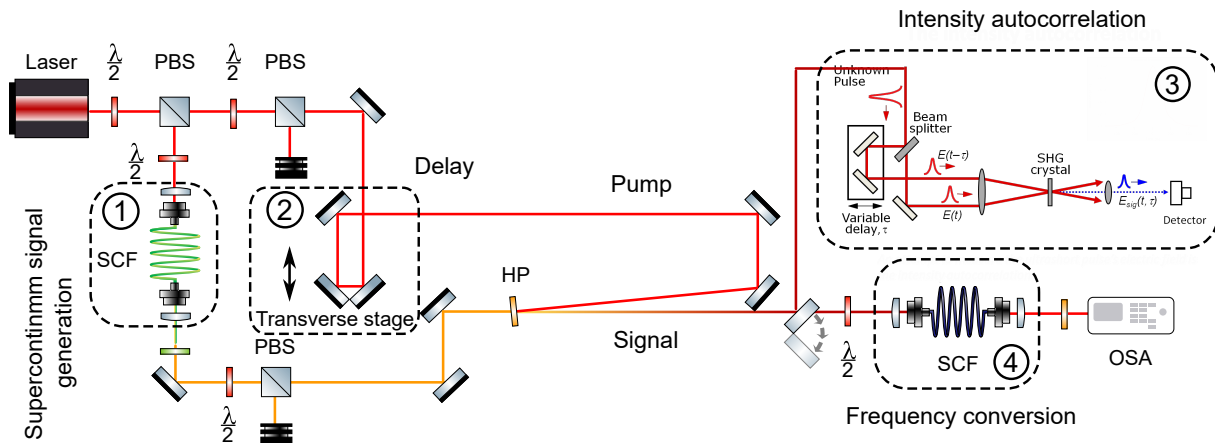 Intensity autocorrelation
Laser
λ/2
PBS
λ/2
PBS
Unknown
Pulse
3
Beam
splitter
λ/2
E(t−τ)
SHG
crystal
Delay
Pump
1
2
Variable
delay, τ
E(t)
E_sig(t, τ)
Detector
SCF
HP
Transverse stage
PBS
Signal
λ/2
SCF
4
OSA
λ/2
Frequency conversion
Supercontinmm signal
generation